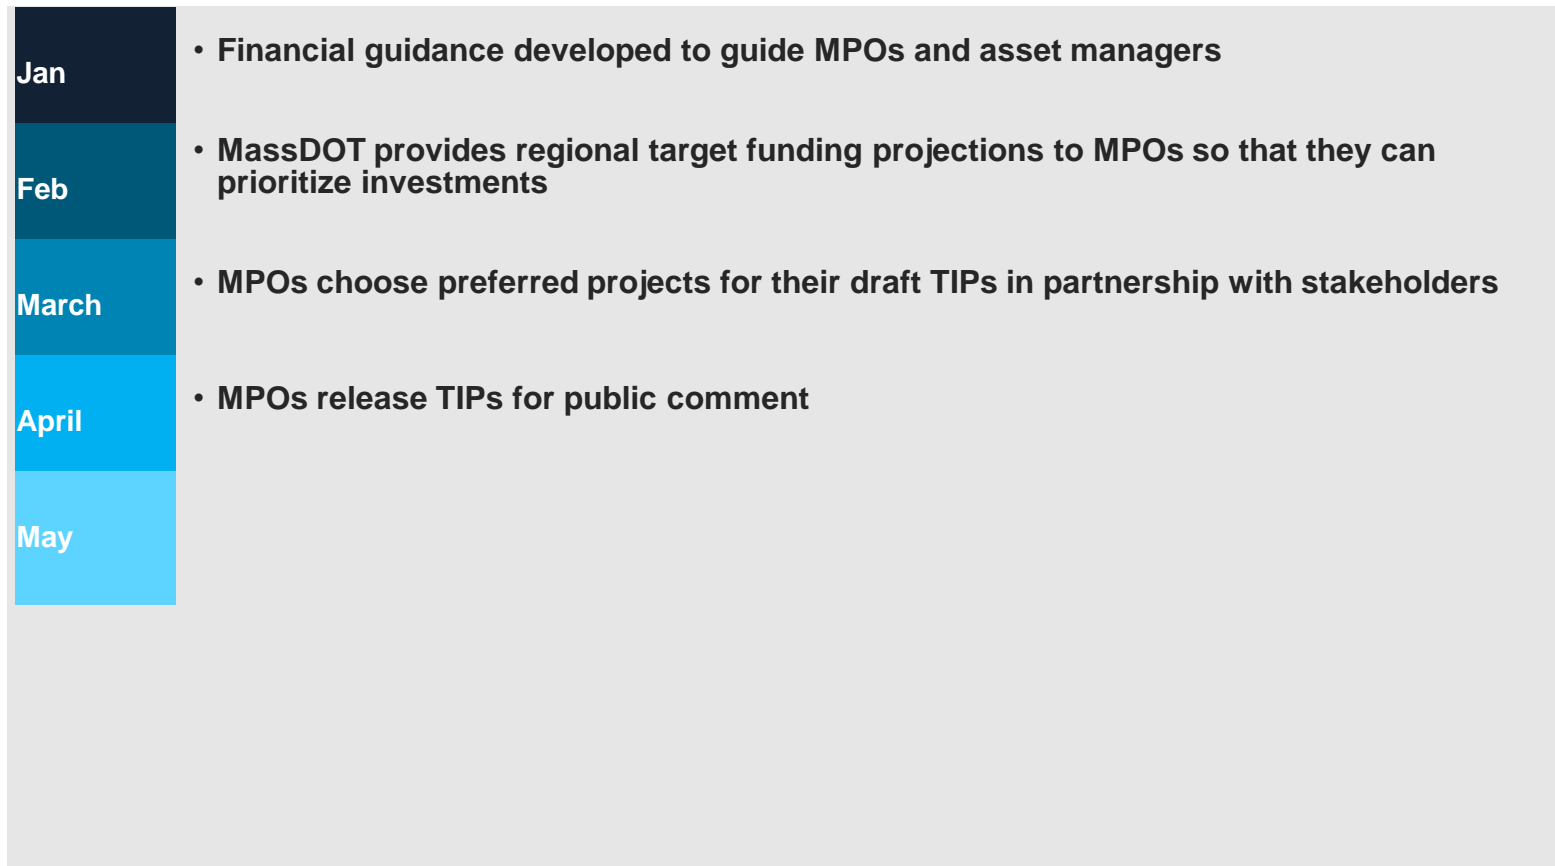 Jan
• Financial guidance developed to guide MPOs and asset managers
Feb
• MassDOT provides regional target funding projections to MPOs so that they can
prioritize investments
March
• MPOs choose preferred projects for their draft TIPs in partnership with stakeholders
April
• MPOs release TIPs for public comment
May